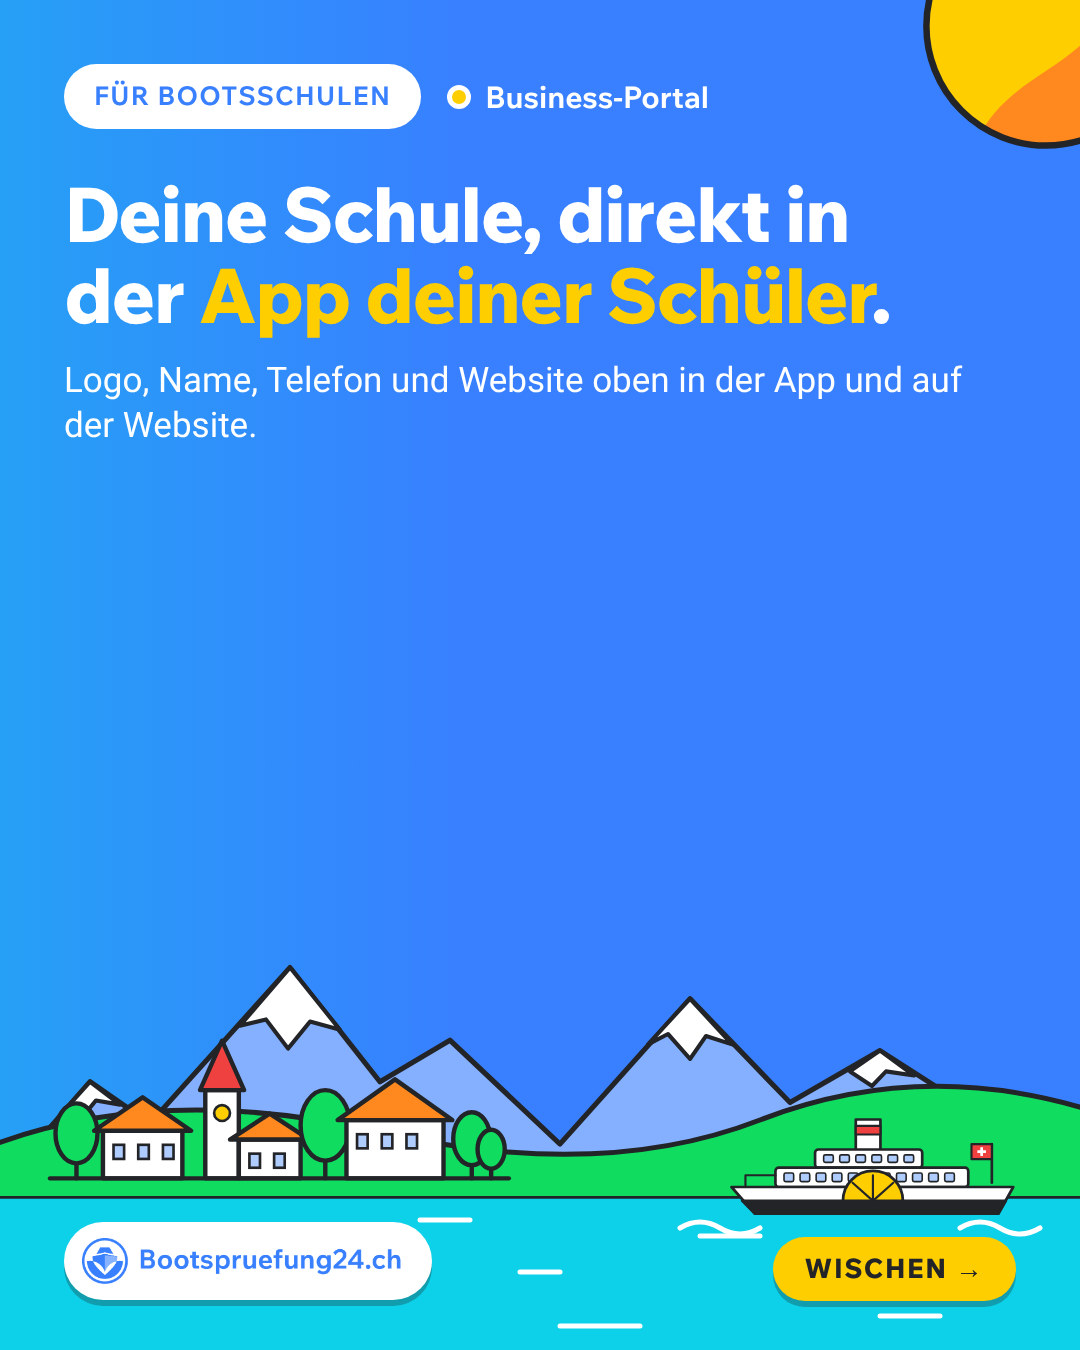 FÜR BOOTSSCHULEN
Business-Portal
Deine Schule, direkt in
der App deiner Schüler.
Logo, Name, Telefon und Website oben in der App und auf
der Website.
Bootspruefung24.ch
WISCHEN →